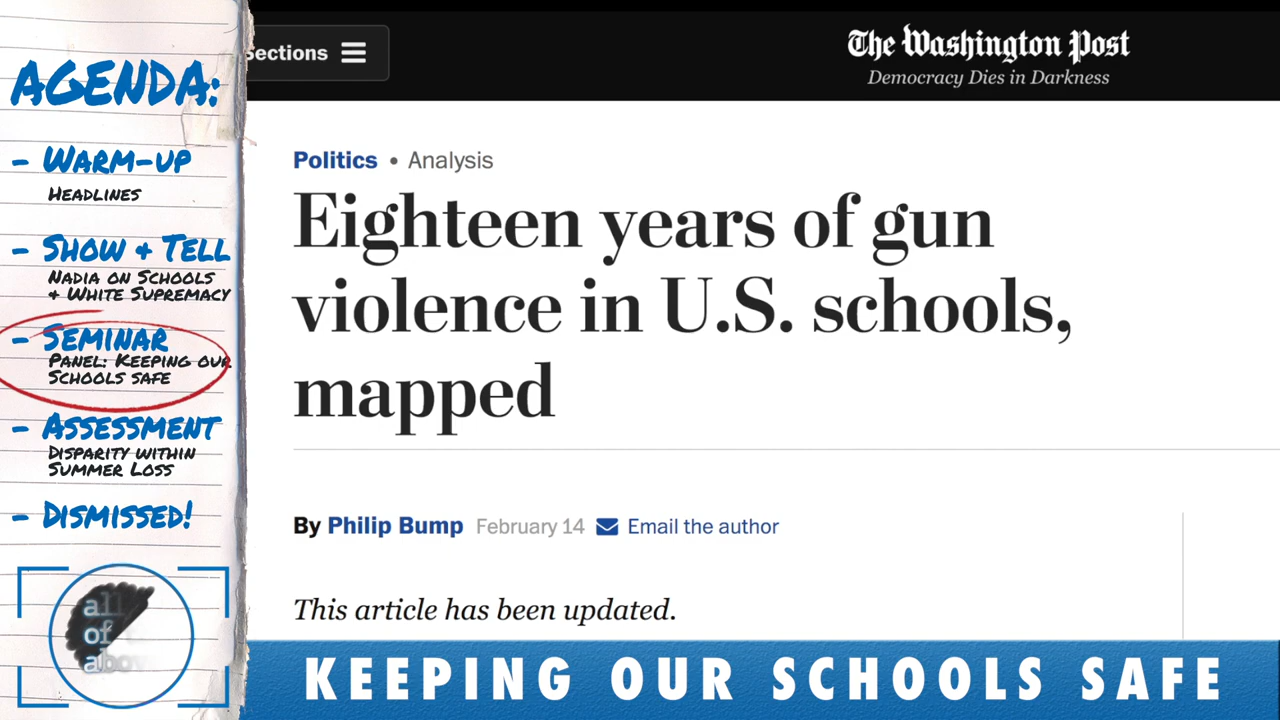 AGENDA:
- WARM-UP
HEADLINES
- SHOW + TELL
NADIA ON SCHOOLS
+ WHITE SUPREMACY
- SEMINAR
PANEL: KEEPING OUR
SCHOOLS SAFE
- ASSESSMENT
DISPARITY WITHIN
SUMMER LOSS
- DISMISSED!
all
of
Sections
The Washington Post
Democracy Dies in Darkness
Politics • Analysis
Eighteen years of gun
violence in U.S. schools,
mapped
By Philip Bump February 14 Email the author
This article has been updated.
KEEPING OUR SCHOOLS SAFE